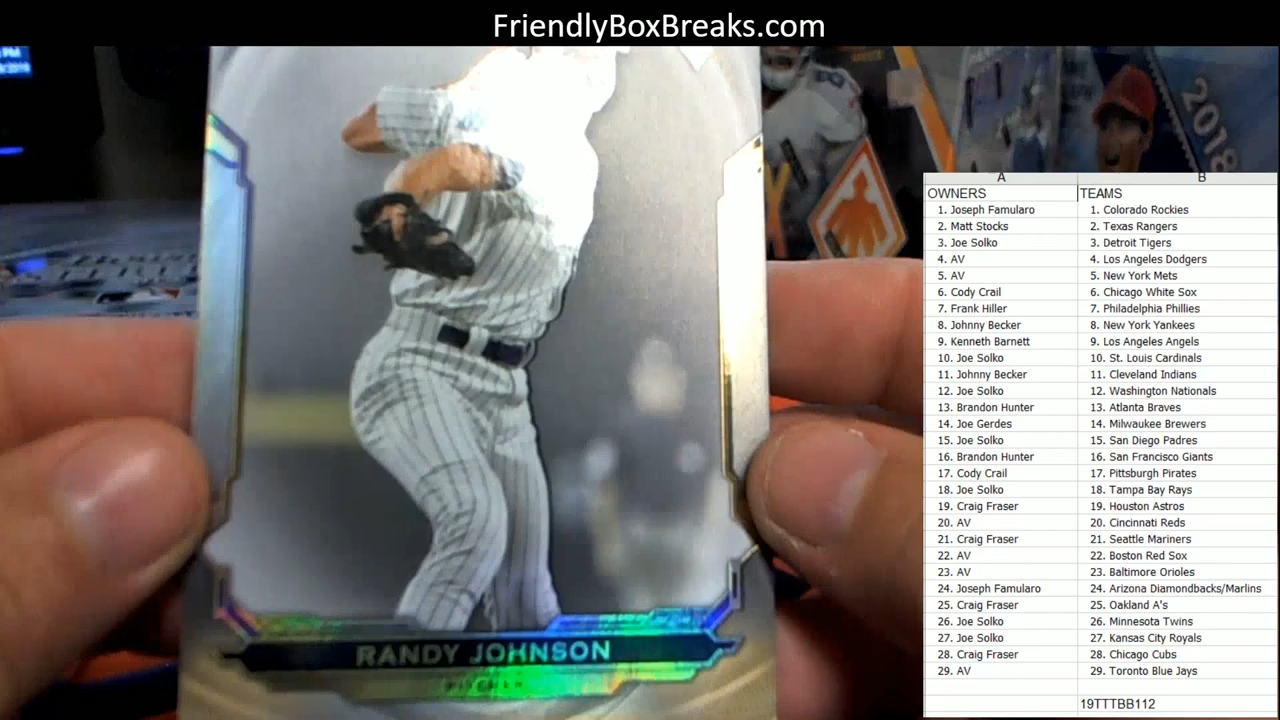 FriendlyBoxBreaks.com
2018
RANDY JOHNSON
A B
OWNERS TEAMS
1. Joseph Famularo 1. Colorado Rockies
2. Matt Stocks 2. Texas Rangers
3. Joe Solko 3. Detroit Tigers
4. AV 4. Los Angeles Dodgers
5. AV 5. New York Mets
6. Cody Crail 6. Chicago White Sox
7. Frank Hiller 7. Philadelphia Phillies
8. Johnny Becker 8. New York Yankees
9. Kenneth Barnett 9. Los Angeles Angels
10. Joe Solko 10. St. Louis Cardinals
11. Johnny Becker 11. Cleveland Indians
12. Joe Solko 12. Washington Nationals
13. Brandon Hunter 13. Atlanta Braves
14. Joe Gerdes 14. Milwaukee Brewers
15. Joe Solko 15. San Diego Padres
16. Brandon Hunter 16. San Francisco Giants
17. Cody Crail 17. Pittsburgh Pirates
18. Joe Solko 18. Tampa Bay Rays
19. Craig Fraser 19. Houston Astros
20. AV 20. Cincinnati Reds
21. Craig Fraser 21. Seattle Mariners
22. AV 22. Boston Red Sox
23. AV 23. Baltimore Orioles
24. Joseph Famularo 24. Arizona Diamondbacks/Marlins
25. Craig Fraser 25. Oakland A's
26. Joe Solko 26. Minnesota Twins
27. Joe Solko 27. Kansas City Royals
28. Craig Fraser 28. Chicago Cubs
29. AV 29. Toronto Blue Jays
19TTTBB112